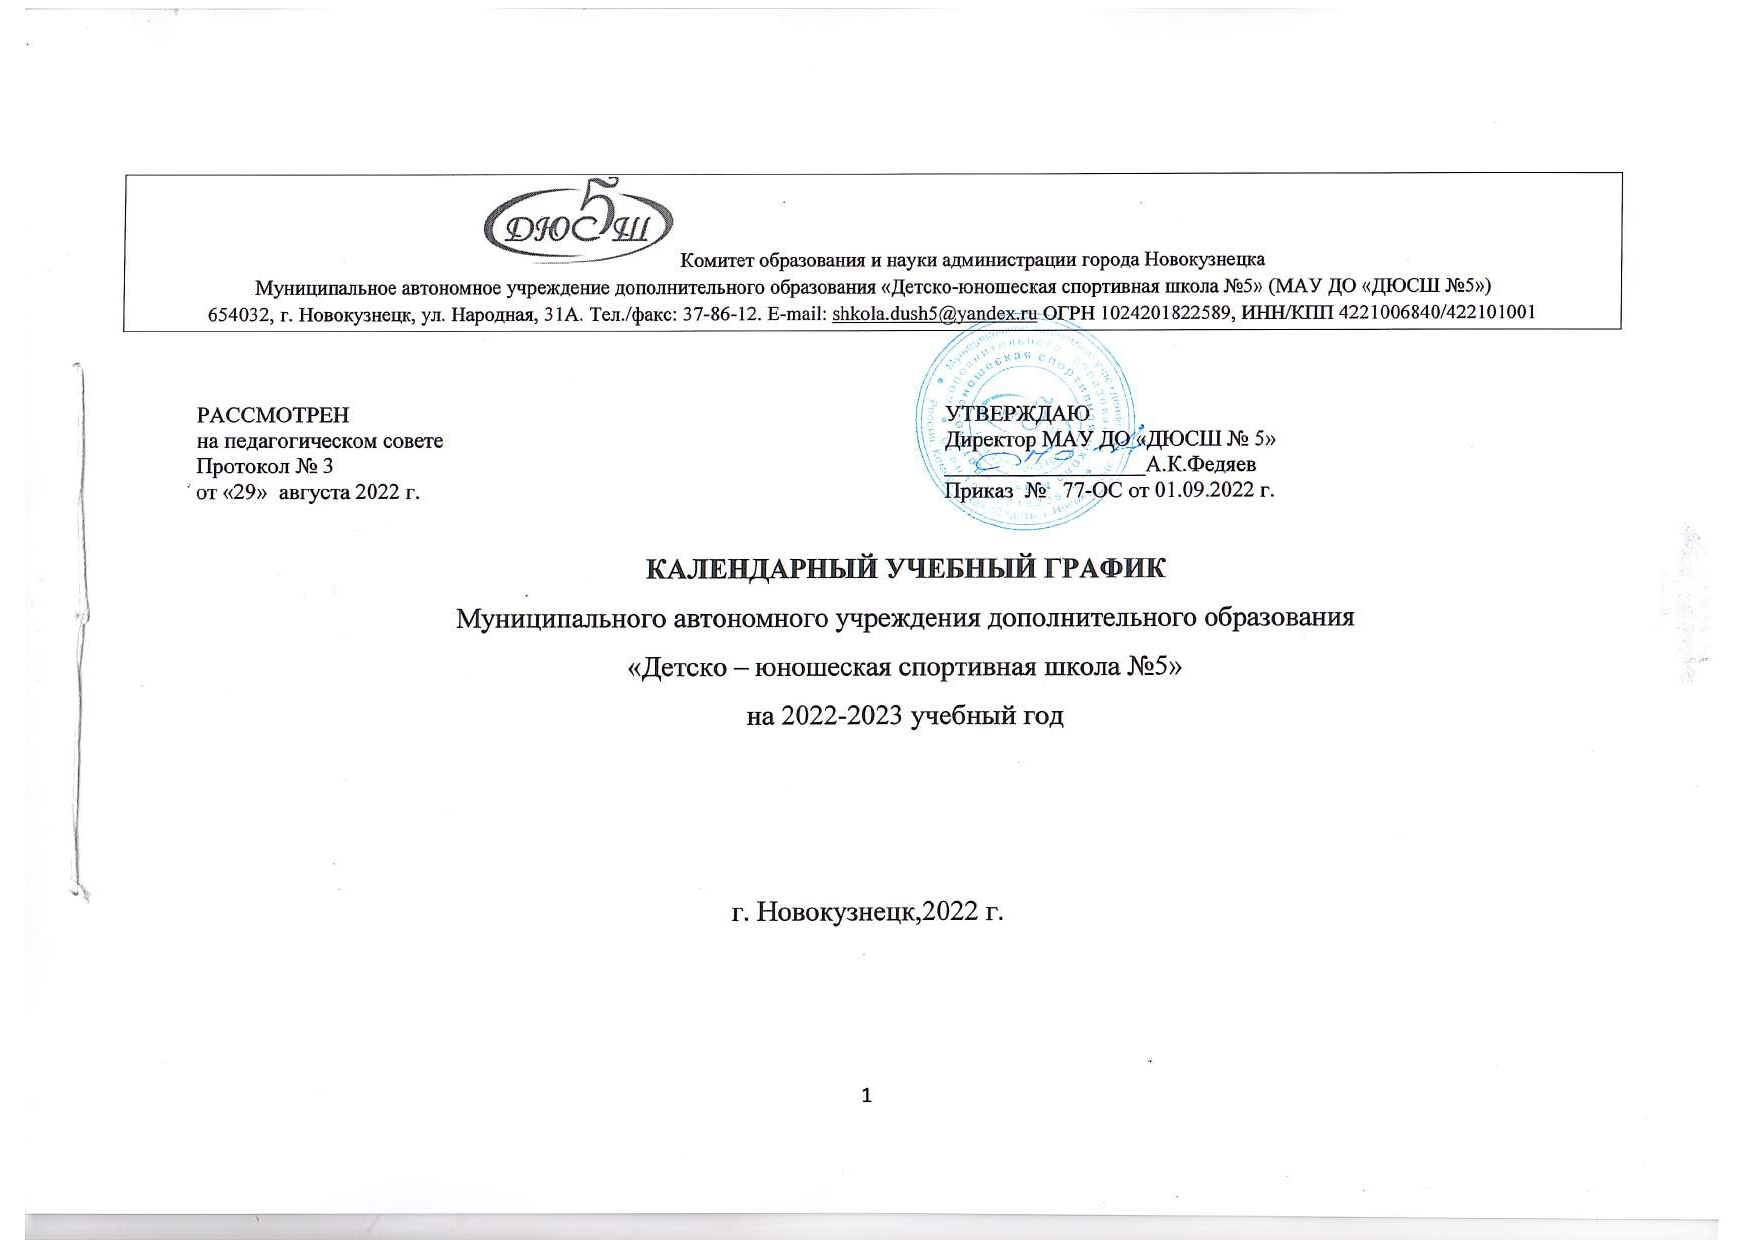 ДЮС5Ш
Комитет образования и науки администрации города Новокузнецка
Муниципальное автономное учреждение дополнительного образования «Детско-юношеская спортивная школа №5» (МАУ ДО «ДЮСШ №5»)
654032, г. Новокузнецк, ул. Народная, 31А. Тел./факс: 37-86-12. E-mail: shkola.dush5@yandex.ru ОГРН 1024201822589, ИНН/КПП 4221006840/422101001
РАССМОТРЕН
на педагогическом совете
Протокол № 3
от «29» августа 2022 г.
УТВЕРЖДАЮ
Директор МАУ ДО «ДЮСШ № 5»
А.К.Федяев
Приказ № 77-ОС от 01.09.2022 г.
КАЛЕНДАРНЫЙ УЧЕБНЫЙ ГРАФИК
Муниципального автономного учреждения дополнительного образования
«Детско – юношеская спортивная школа №5»
на 2022-2023 учебный год
г. Новокузнецк,2022 г.
1